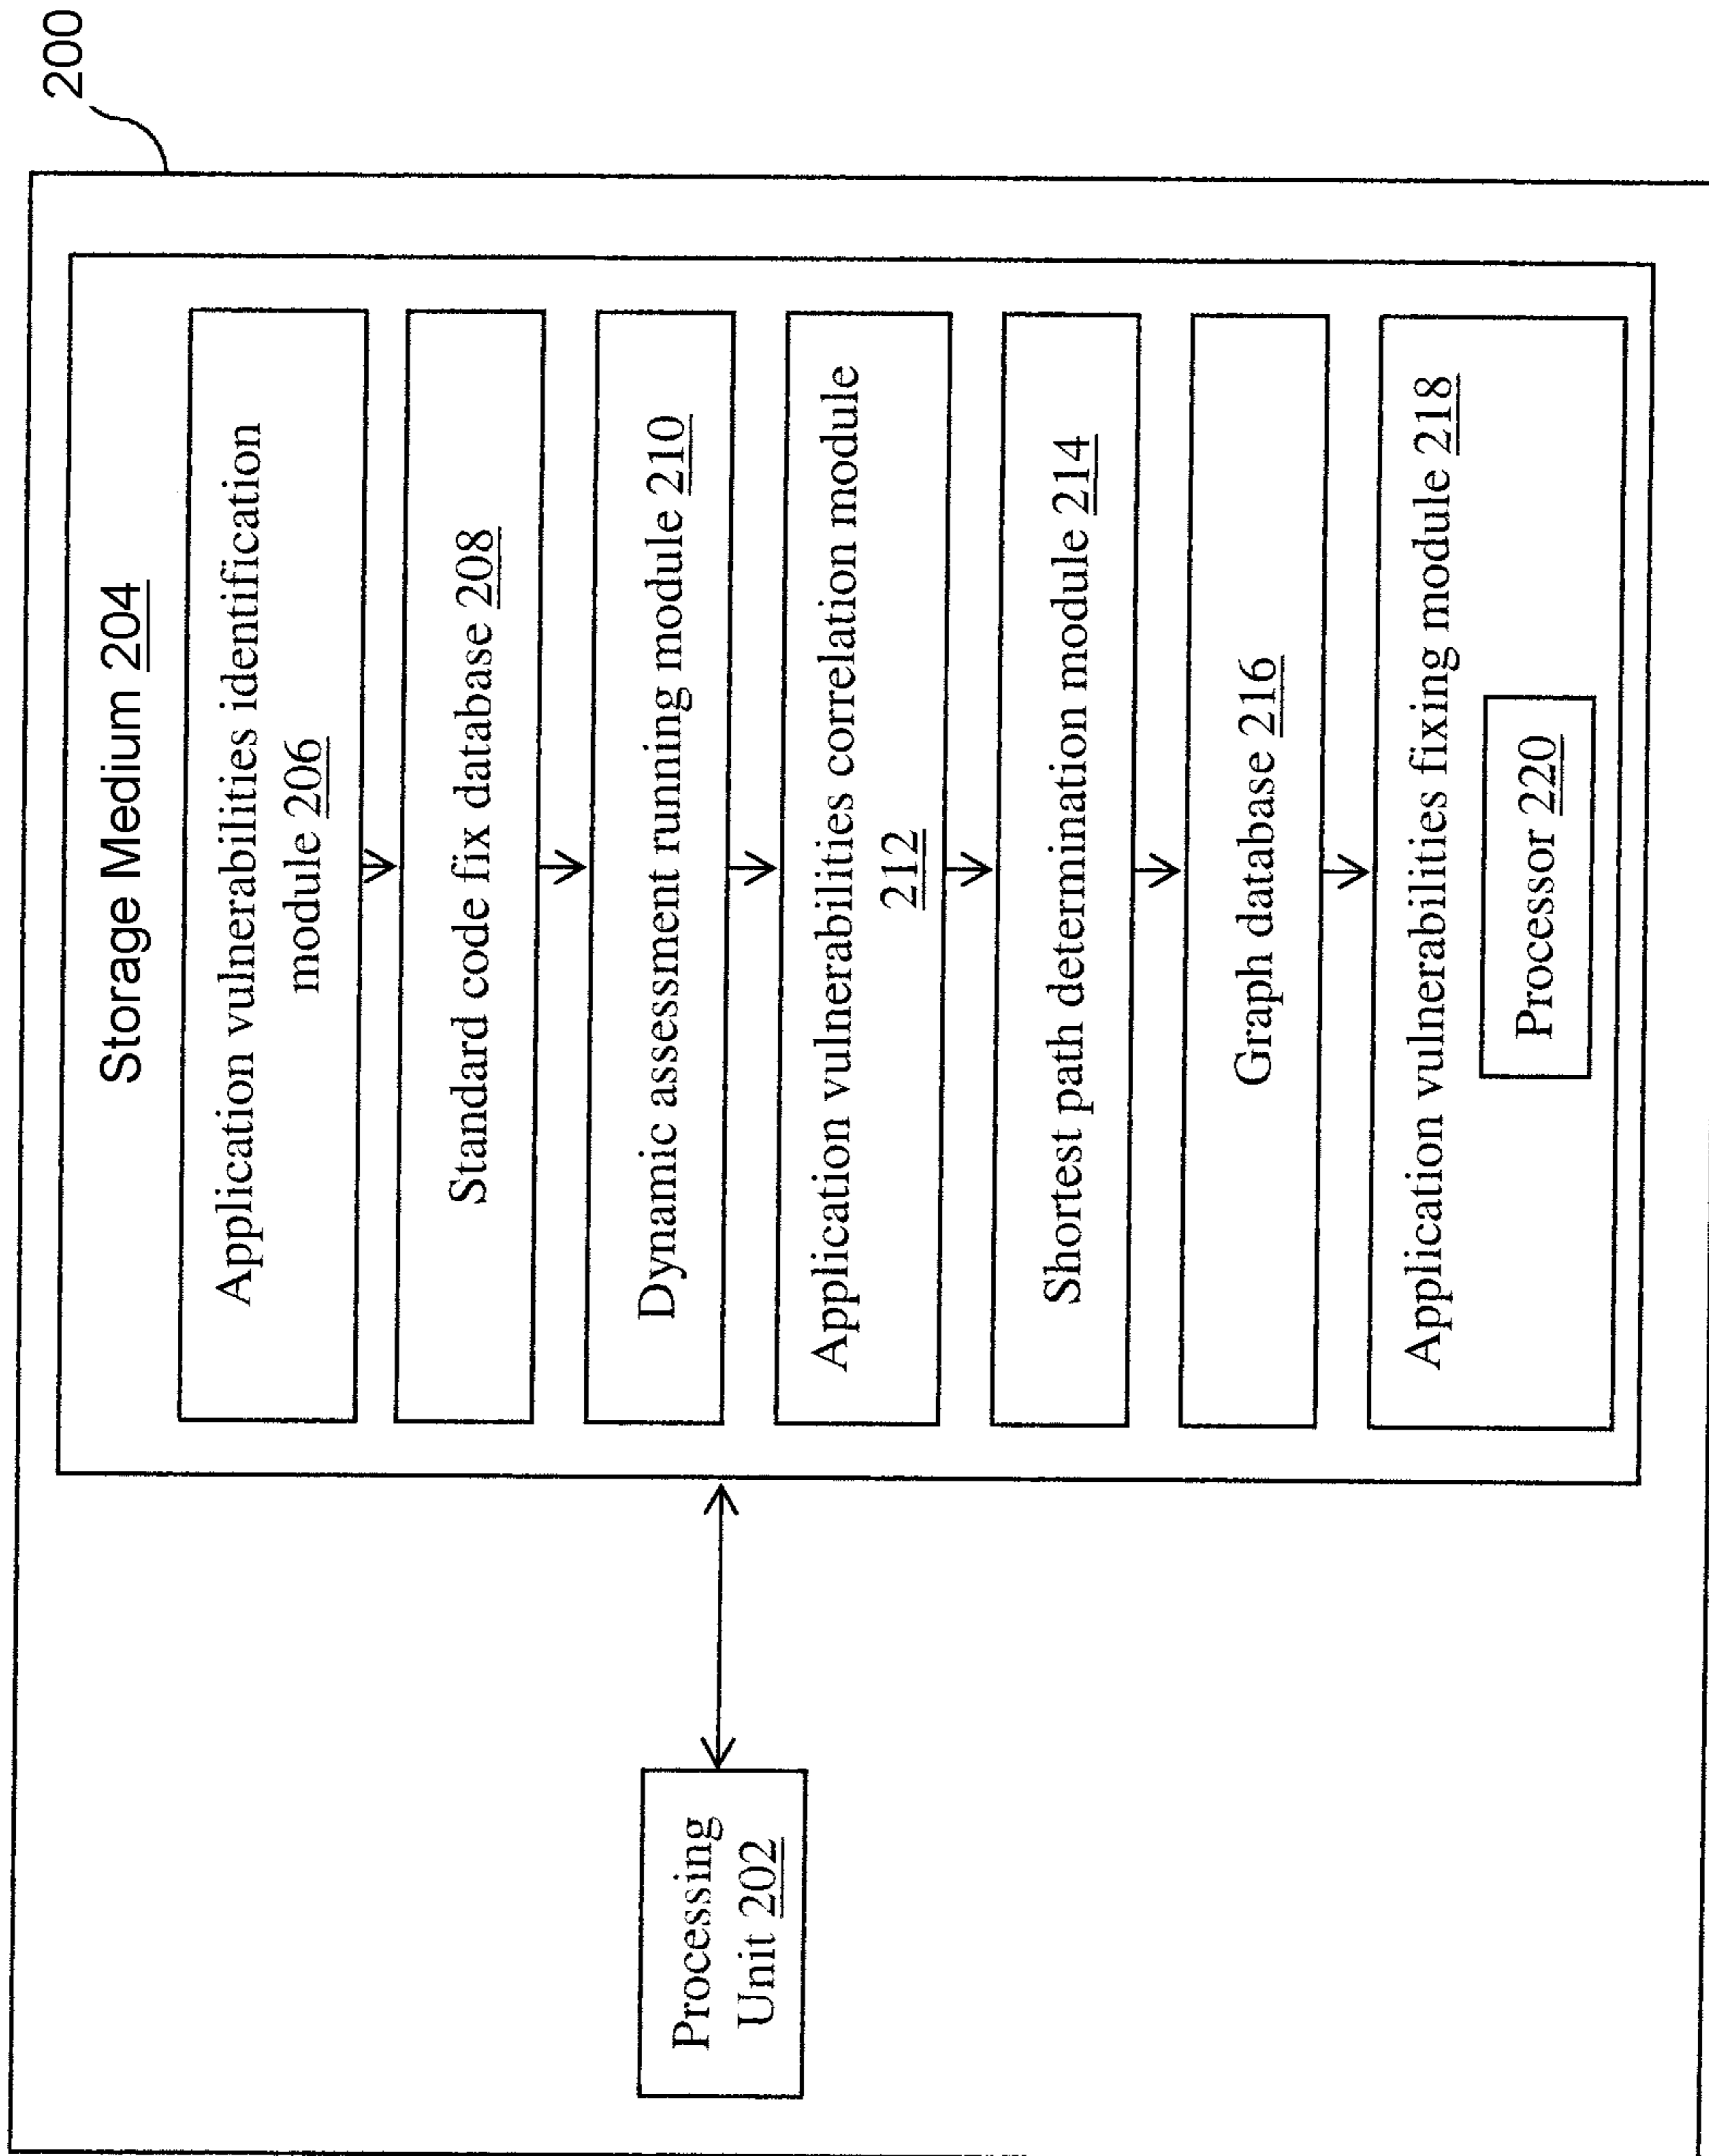 200
Storage Medium 204
Application vulnerabilities identification
module 206
Standard code fix database 208
Dynamic assessment running module 210
Application vulnerabilities correlation module
212
Shortest path determination module 214
Graph database 216
Application vulnerabilities fixing module 218
Processor 220
Processing
Unit 202